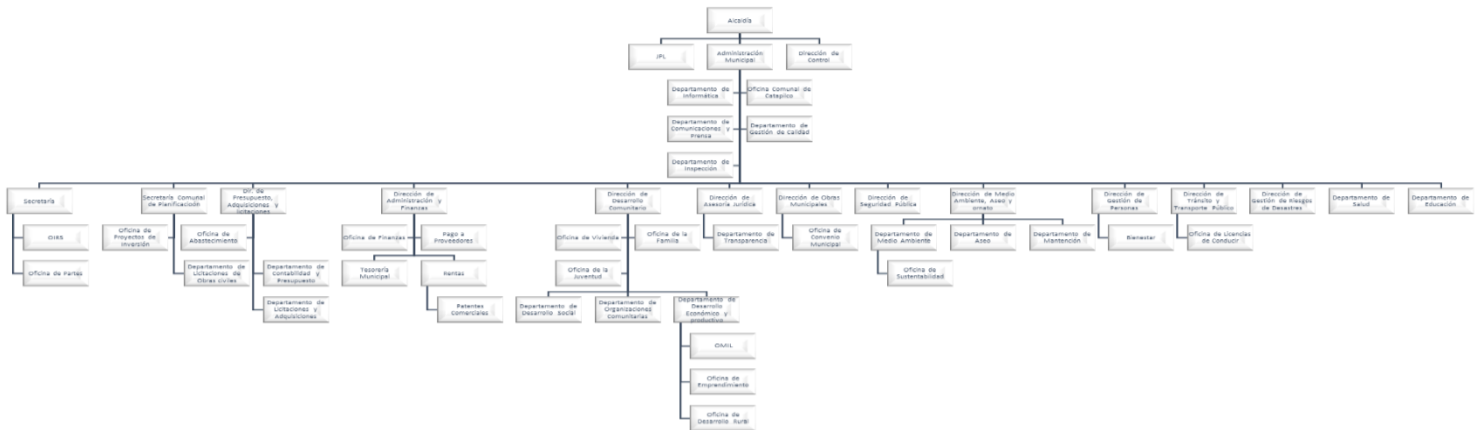 Alcaldía
JPL
Administración
Municipal
Dirección de
Control
Departamento de
Informática
Oficina Comunal de
Catapilco
Departamento de
Comunicaciones y
Prensa
Departamento de
Gestión de Calidad
Departamento de
Inspección
Secretaría
Secretaría Comunal
de Planificación
Dir. de
Presupuesto,
Adquisiciones y
licitaciones
Dirección de
Administración y
Finanzas
Dirección de
Desarrollo
Comunitario
Dirección de
Asesoría Jurídica
Dirección de Obras
Municipales
Dirección de
Seguridad Pública
Dirección de Medio
Ambiente, Aseo y
ornato
Dirección de
Gestión de
Personas
Dirección de
Tránsito y
Transporte Público
Dirección de
Gestión de Riesgos
de Desastres
Departamento de
Salud
Departamento de
Educación
OIRS
Oficina de Partes
Oficina de
Proyectos de
Inversión
Departamento de
Licitaciones de
Obras civiles
Oficina de
Abastecimiento
Departamento de
Contabilidad y
Presupuesto
Departamento de
Licitaciones y
Adquisiciones
Oficina de Finanzas
Pago a
Proveedores
Tesorería
Municipal
Rentas
Patentes
Comerciales
Oficina de Vivienda
Oficina de la
Familia
Oficina de la
Juventud
Departamento de
Desarrollo Social
Departamento de
Organizaciones
Comunitarias
Departamento de
Desarrollo
Económico y
productivo
OMIL
Oficina de
Emprendimiento
Oficina de
Desarrollo Rural
Departamento de
Transparencia
Oficina de
Convenio
Municipal
Departamento de
Medio Ambiente
Departamento de
Aseo
Departamento de
Mantención
Oficina de
Sustentabilidad
Bienestar
Oficina de Licencias
de Conducir